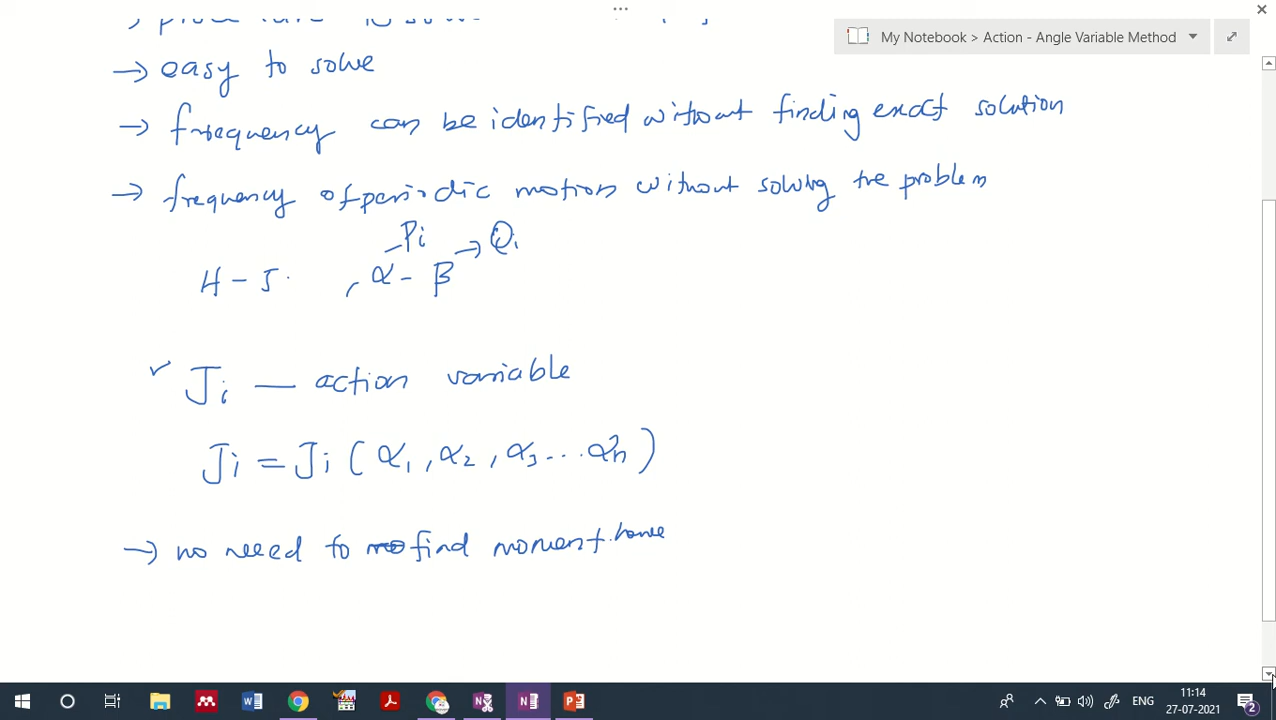 My Notebook > Action - Angle Variable Method
→ easy to solve
→ frequency can be identified without finding exact solution
→ frequency of periodic motion without solving the problem
Pi → Qi
H - J , α - β
✓ Ji — action variable
Ji = Ji (α1, α2, α3 ... αn)
→ no need to find moment.
ENG
11:14
27-07-2021
2